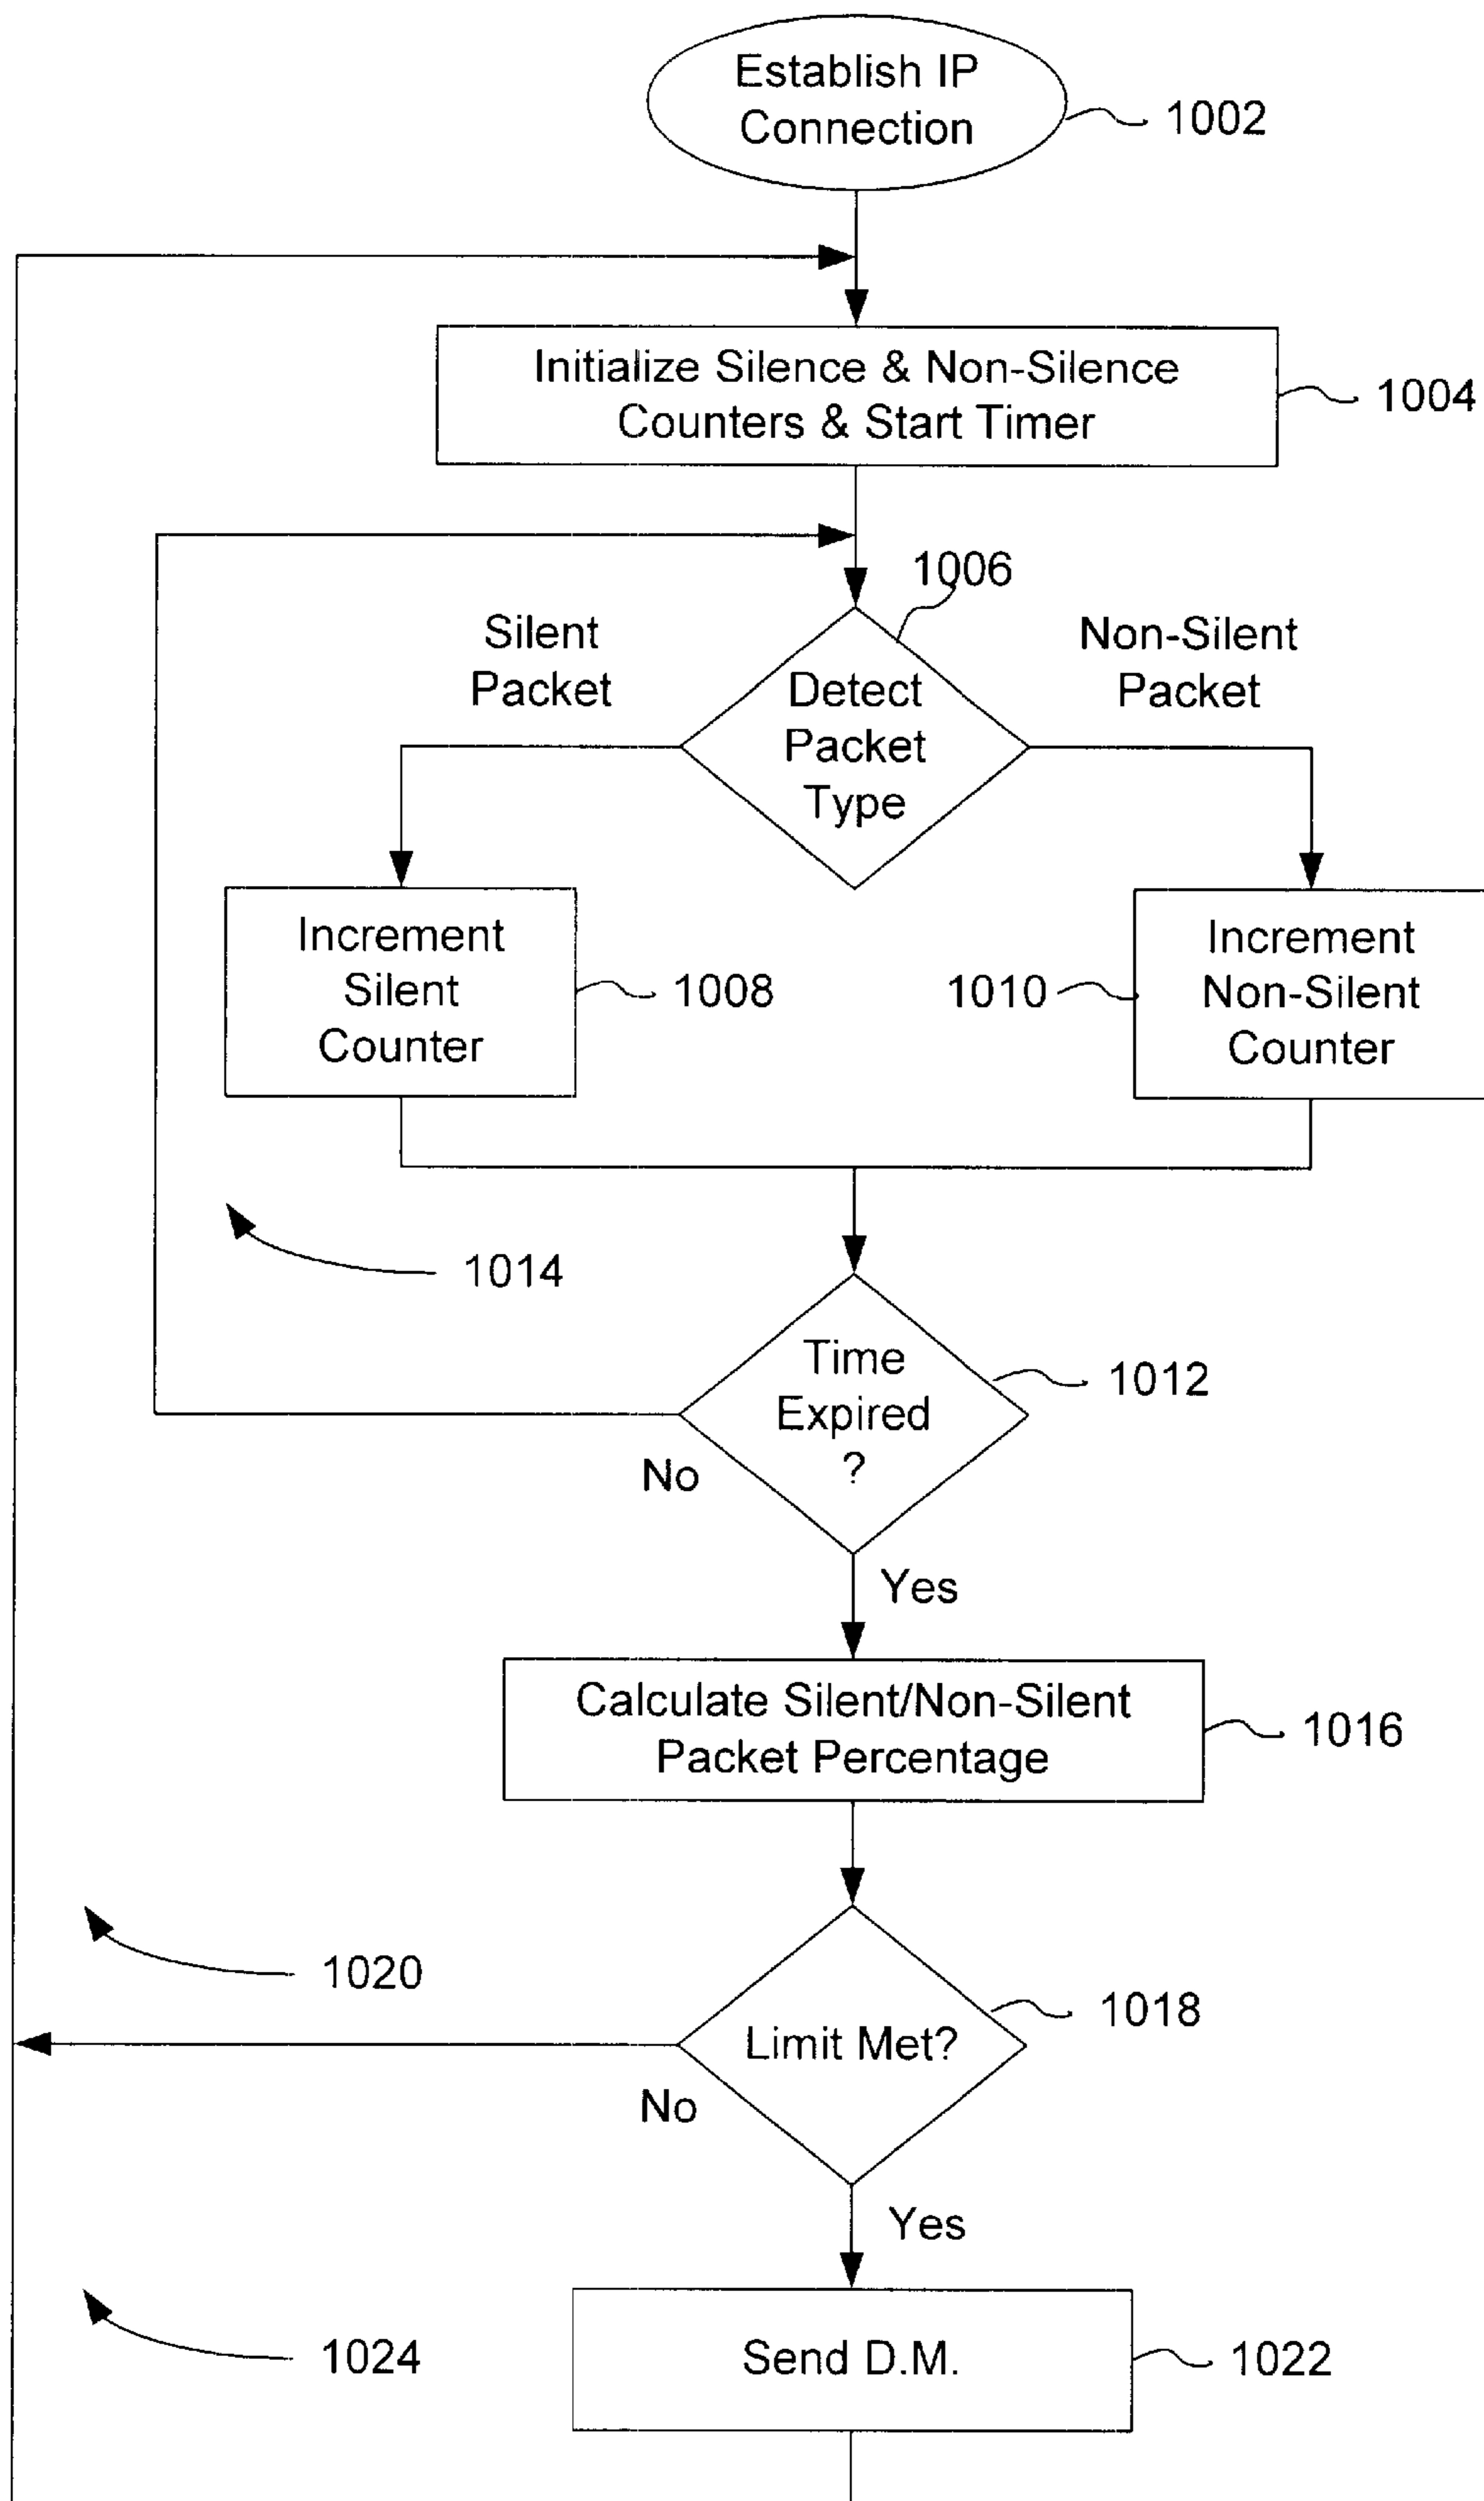 Establish IP
Connection
1002
Initialize Silence & Non-Silence
Counters & Start Timer
1004
1006
Silent
Packet
Non-Silent
Packet
Detect
Packet
Type
Increment
Silent
Counter
1008
1010
Increment
Non-Silent
Counter
1014
Time
Expired
?
1012
No
Yes
Calculate Silent/Non-Silent
Packet Percentage
1016
1020
Limit Met?
1018
No
Yes
1024
Send D.M.
1022